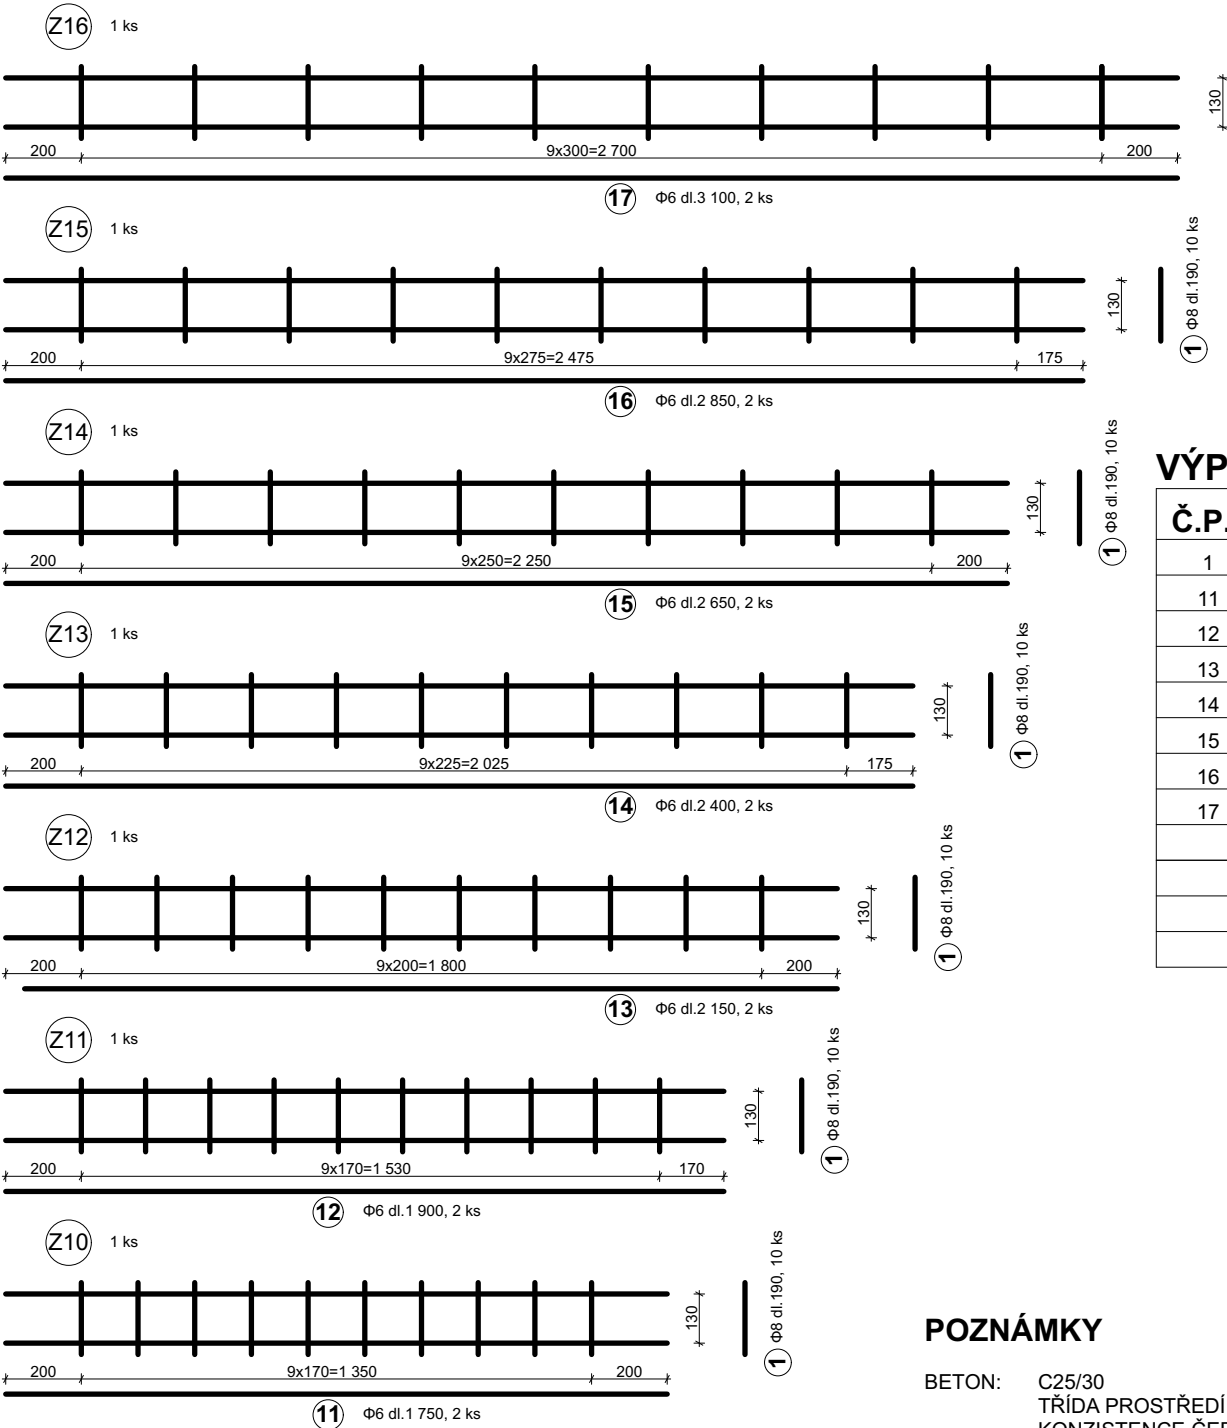 Z16 1 ks
130
200 9x300=2 700 200
17 Φ6 dl.3 100, 2 ks
Z15 1 ks
130
1 Φ8 dl.190, 10 ks
200 9x275=2 475 175
16 Φ6 dl.2 850, 2 ks
Z14 1 ks
130
1 Φ8 dl.190, 10 ks
200 9x250=2 250 200
15 Φ6 dl.2 650, 2 ks
Z13 1 ks
130
1 Φ8 dl.190, 10 ks
200 9x225=2 025 175
14 Φ6 dl.2 400, 2 ks
Z12 1 ks
130
1 Φ8 dl.190, 10 ks
200 9x200=1 800 200
13 Φ6 dl.2 150, 2 ks
Z11 1 ks
130
1 Φ8 dl.190, 10 ks
200 9x170=1 530 170
12 Φ6 dl.1 900, 2 ks
Z10 1 ks
130
1 Φ8 dl.190, 10 ks
200 9x170=1 350 200
11 Φ6 dl.1 750, 2 ks
VÝP
Č.P.
1
11
12
13
14
15
16
17
POZNÁMKY
BETON: C25/30
TŘÍDA PROSTŘEDÍ